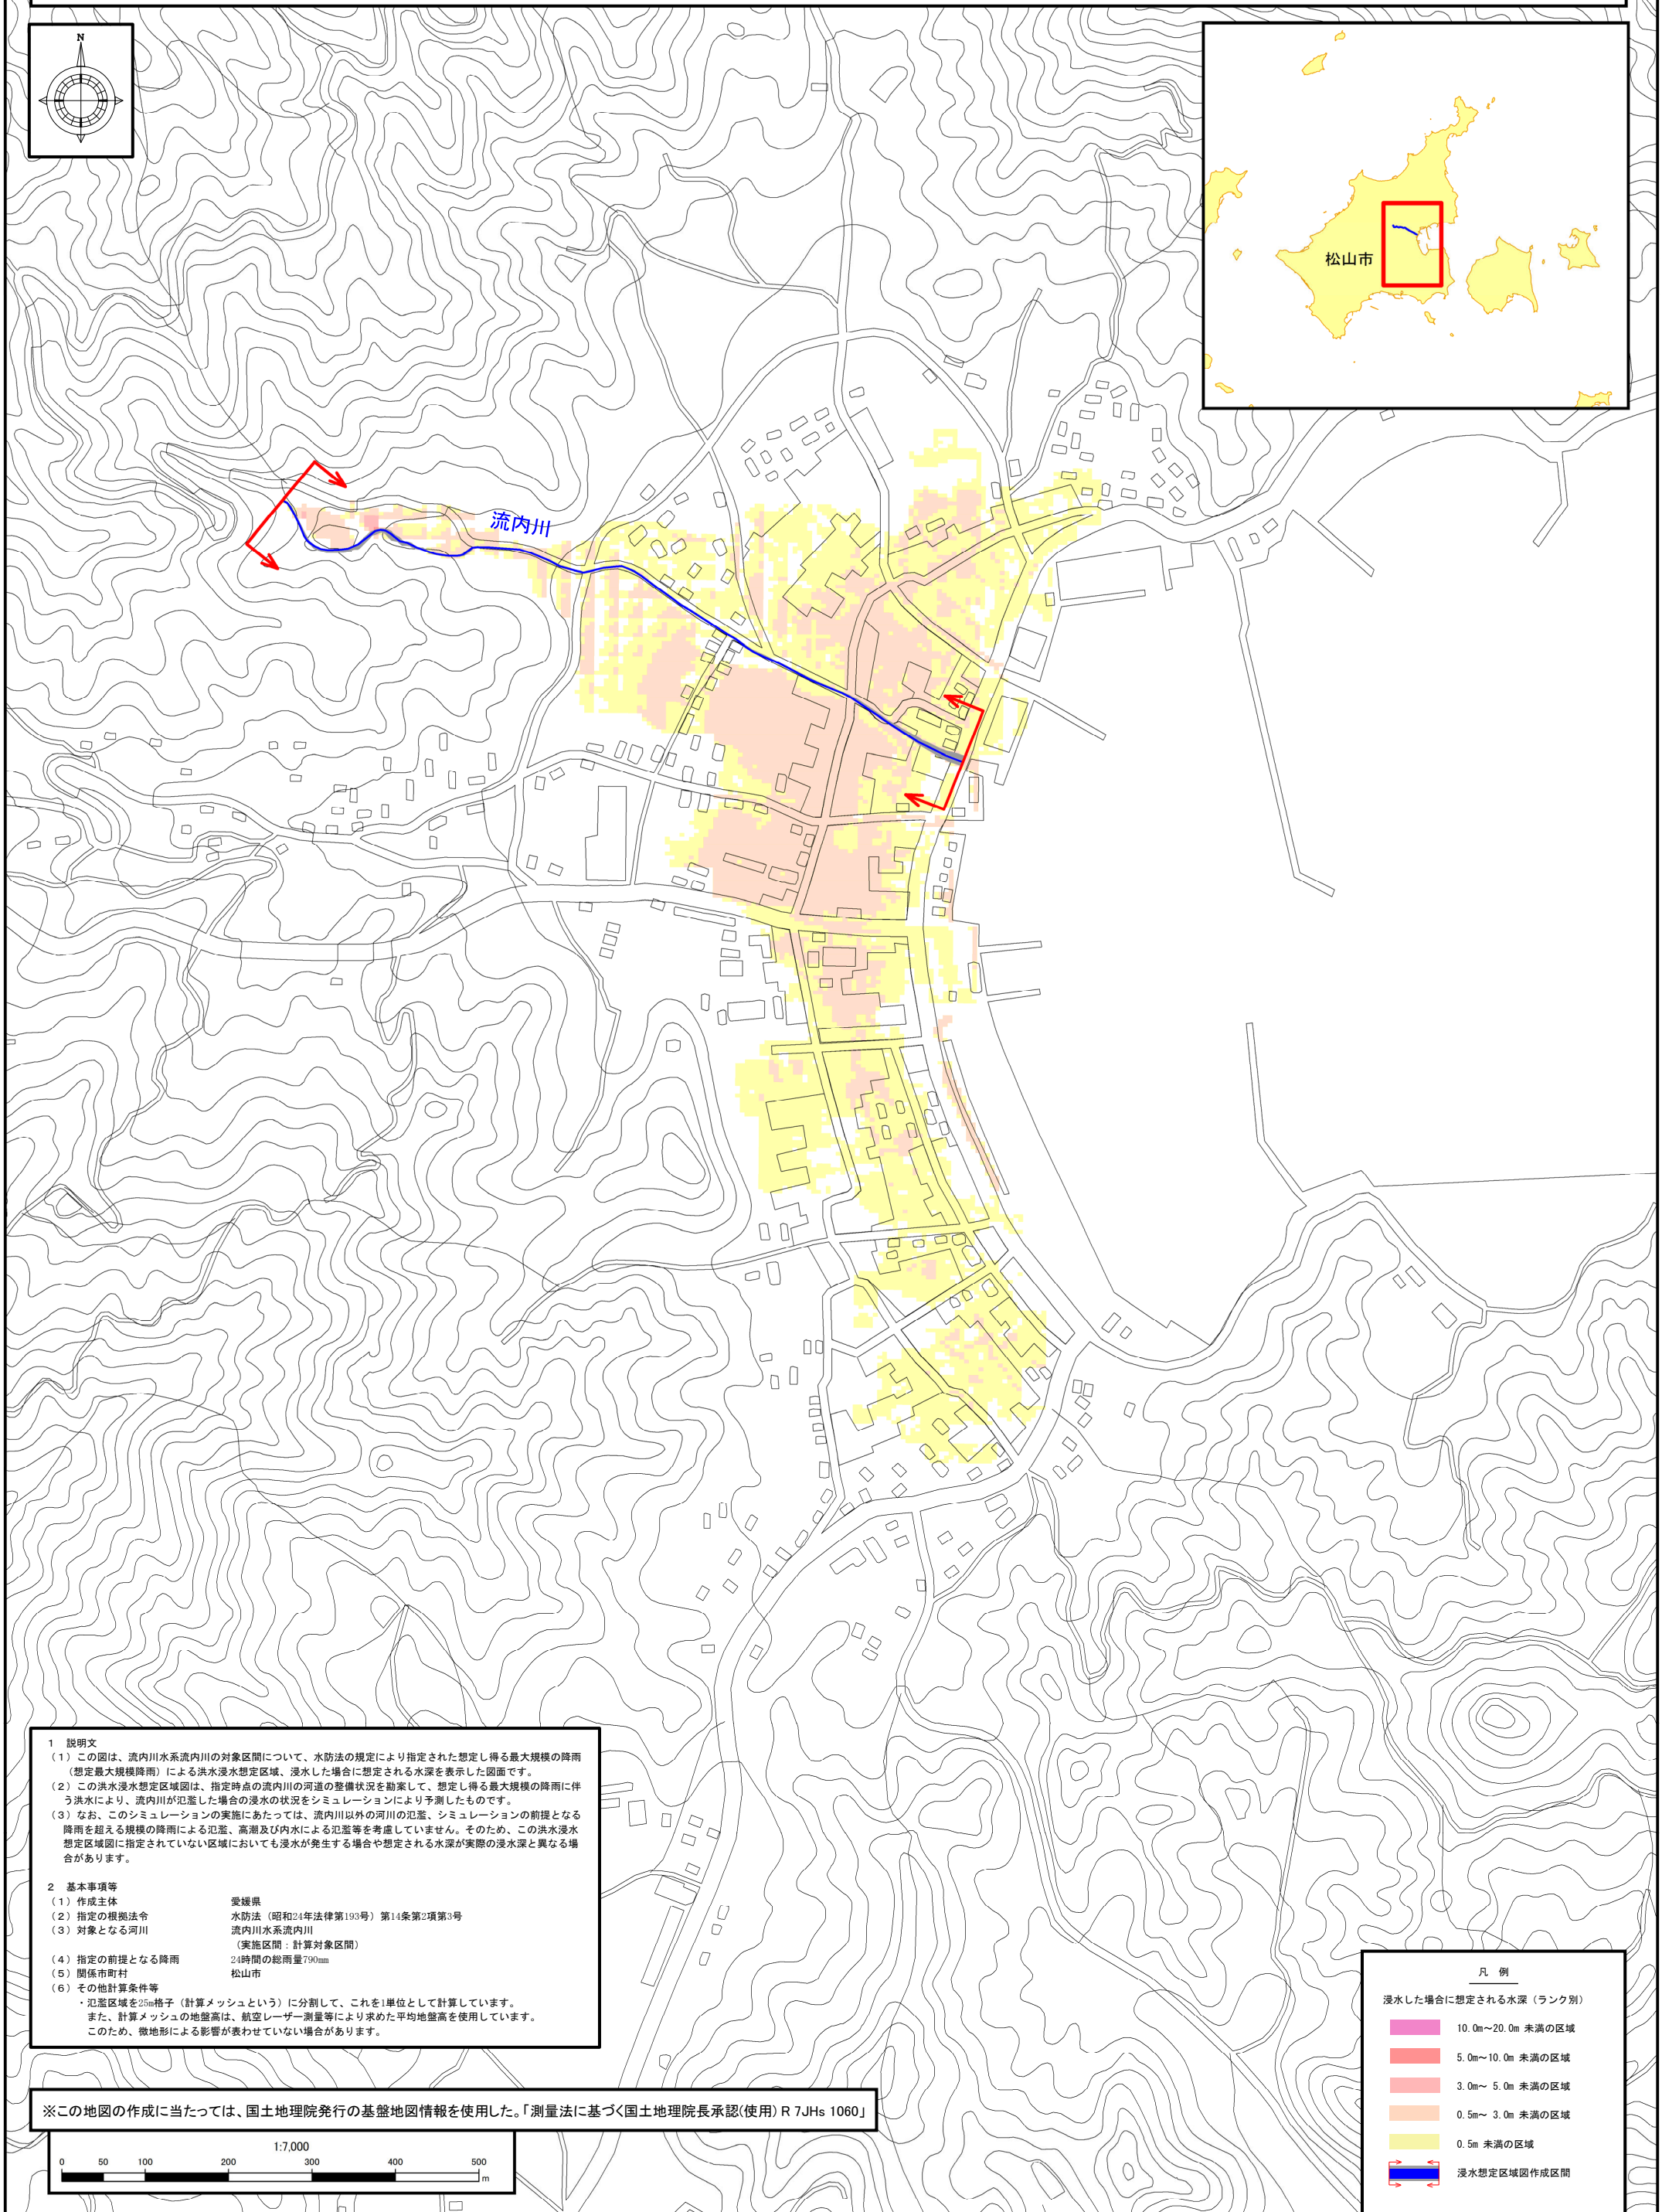 N
松山市
流内川
1　説明文
（1）この図は、流内川水系流内川の対象区間について、水防法の規定により指定された想定し得る最大規模の降雨
（想定最大規模降雨）による洪水浸水想定区域、浸水した場合に想定される水深を表示した図面です。
（2）この洪水浸水想定区域図は、指定時点の流内川の河道の整備状況を勘案して、想定し得る最大規模の降雨に伴
う洪水により、流内川が氾濫した場合の浸水の状況をシミュレーションにより予測したものです。
（3）なお、このシミュレーションの実施にあたっては、流内川以外の河川の氾濫、シミュレーションの前提となる
降雨を超える規模の降雨による氾濫、高潮及び内水による氾濫等を考慮していません。そのため、この洪水浸水
想定区域図に指定されていない区域においても浸水が発生する場合や想定される水深が実際の浸水深と異なる場
合があります。
2　基本事項等
（1）作成主体　愛媛県
（2）指定の根拠法令　水防法（昭和24年法律第193号）第14条第2項第3号
（3）対象となる河川　流内川水系流内川
（実施区間：計算対象区間）
（4）指定の前提となる降雨　24時間の総雨量790mm
（5）関係市町村　松山市
（6）その他計算条件等
・氾濫区域を25m格子（計算メッシュという）に分割して、これを1単位として計算しています。
また、計算メッシュの地盤高は、航空レーザー測量等により求めた平均地盤高を使用しています。
このため、微地形による影響が表わせていない場合があります。
※この地図の作成に当たっては、国土地理院発行の基盤地図情報を使用した。「測量法に基づく国土地理院長承認(使用) R 7JHs 1060」
1:7,000
0 50 100 200 300 400 500
m
凡　例
浸水した場合に想定される水深（ランク別）
10.0m～20.0m 未満の区域
5.0m～10.0m 未満の区域
3.0m～ 5.0m 未満の区域
0.5m～ 3.0m 未満の区域
0.5m 未満の区域
浸水想定区域図作成区間